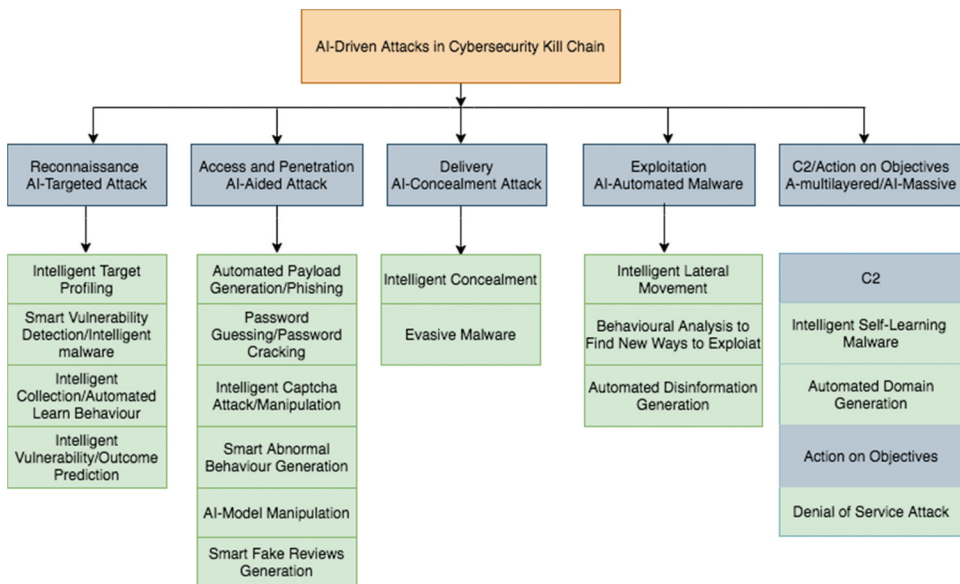 AI-Driven Attacks in Cybersecurity Kill Chain
Reconnaissance
AI-Targeted Attack
Access and Penetration
AI-Aided Attack
Delivery
AI-Concealment Attack
Exploitation
AI-Automated Malware
C2/Action on Objectives
A-multilayered/AI-Massive
Intelligent Target
Profiling
Smart Vulnerability
Detection/Intelligent
malware
Intelligent
Collection/Automated
Learn Behaviour
Intelligent
Vulnerability/Outcome
Prediction
Automated Payload
Generation/Phishing
Password
Guessing/Password
Cracking
Intelligent Captcha
Attack/Manipulation
Smart Abnormal
Behaviour Generation
AI-Model Manipulation
Smart Fake Reviews
Generation
Intelligent Concealment
Evasive Malware
Intelligent Lateral
Movement
Behavioural Analysis to
Find New Ways to Exploiat
Automated Disinformation
Generation
C2
Intelligent Self-Learning
Malware
Automated Domain
Generation
Action on Objectives
Denial of Service Attack